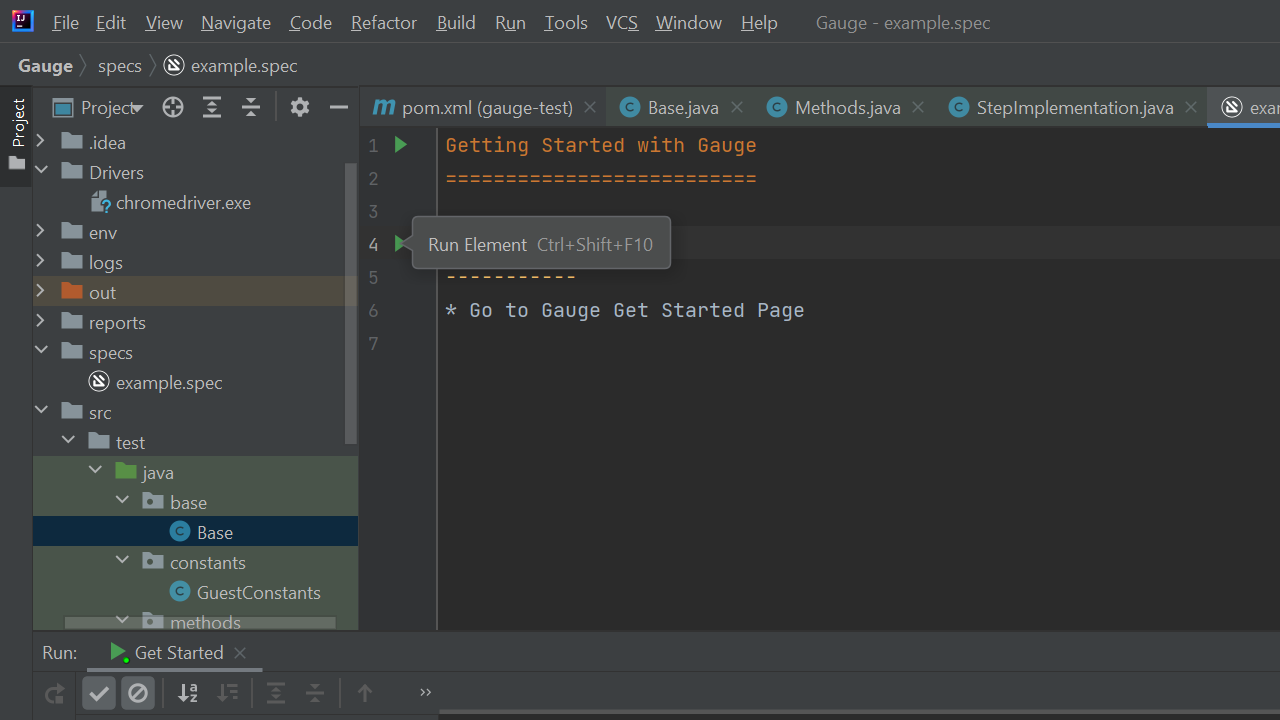 File Edit View Navigate Code Refactor Build Run Tools VCS Window Help Gauge - example.spec
Gauge specs example.spec
Project
Project
m pom.xml (gauge-test) C Base.java C Methods.java C StepImplementation.java exar
.idea
Drivers
chromedriver.exe
env
logs
out
reports
specs
example.spec
src
test
java
base
C Base
constants
C GuestConstants
methods
1 Getting Started with Gauge
2 ==========================
3
4
Run Element Ctrl+Shift+F10
5 -----------
6 * Go to Gauge Get Started Page
7
Run: Get Started